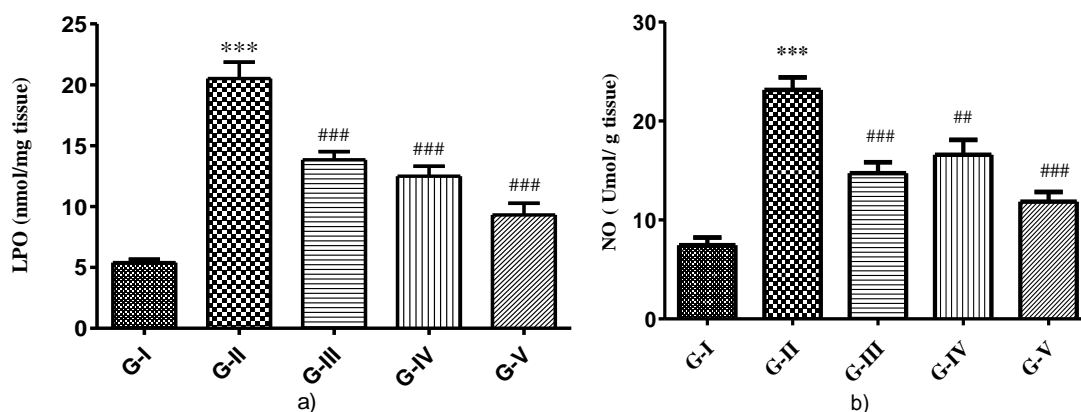 25
20
15
10
5
0
LPO (nmol/mg tissue)
***
###
###
###
G-I
G-II
G-III
G-IV
G-V
a)
30
20
10
0
NO ( Umol/ g tissue)
***
###
##
###
G-I
G-II
G-III
G-IV
G-V
b)